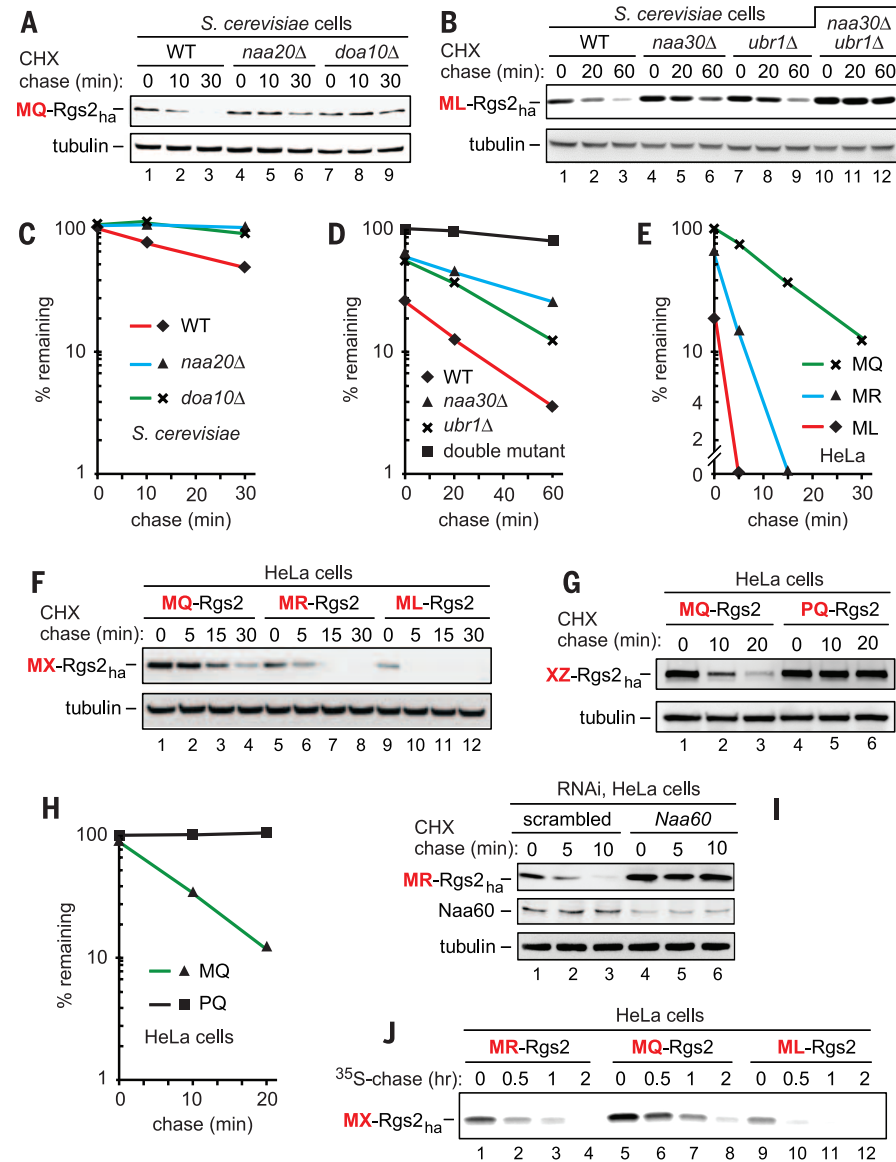 A
S. cerevisiae cells
WT naa20Δ doa10Δ
CHX
chase (min): 0 10 30 0 10 30 0 10 30
MQ-Rgs2ha–
tubulin –
1 2 3 4 5 6 7 8 9
B
S. cerevisiae cells
WT naa30Δ ubr1Δ naa30Δ
ubr1Δ
CHX
chase (min): 0 20 60 0 20 60 0 20 60 0 20 60
ML-Rgs2ha–
tubulin –
1 2 3 4 5 6 7 8 9 10 11 12
C
% remaining
100
10
1
WT
naa20Δ
doa10Δ
S. cerevisiae
0 10 20 30
chase (min)
D
% remaining
100
10
1
WT
naa30Δ
ubr1Δ
double mutant
0 20 40 60
chase (min)
E
% remaining
100
10
4
2
0
MQ
MR
ML
HeLa
0 10 20 30
chase (min)
F
HeLa cells
MQ-Rgs2 MR-Rgs2 ML-Rgs2
CHX
chase (min): 0 5 15 30 0 5 15 30 0 5 15 30
MX-Rgs2ha–
tubulin –
1 2 3 4 5 6 7 8 9 10 11 12
G
HeLa cells
MQ-Rgs2 PQ-Rgs2
CHX
chase (min): 0 10 20 0 10 20
XZ-Rgs2ha–
tubulin –
1 2 3 4 5 6
H
% remaining
100
10
1
MQ
PQ
HeLa cells
0 10 20
chase (min)
I
RNAi, HeLa cells
scrambled Naa60
CHX
chase (min): 0 5 10 0 5 10
MR-Rgs2ha–
Naa60 –
tubulin –
1 2 3 4 5 6
J
HeLa cells
MR-Rgs2 MQ-Rgs2 ML-Rgs2
35S-chase (hr): 0 0.5 1 2 0 0.5 1 2 0 0.5 1 2
MX-Rgs2ha–
1 2 3 4 5 6 7 8 9 10 11 12